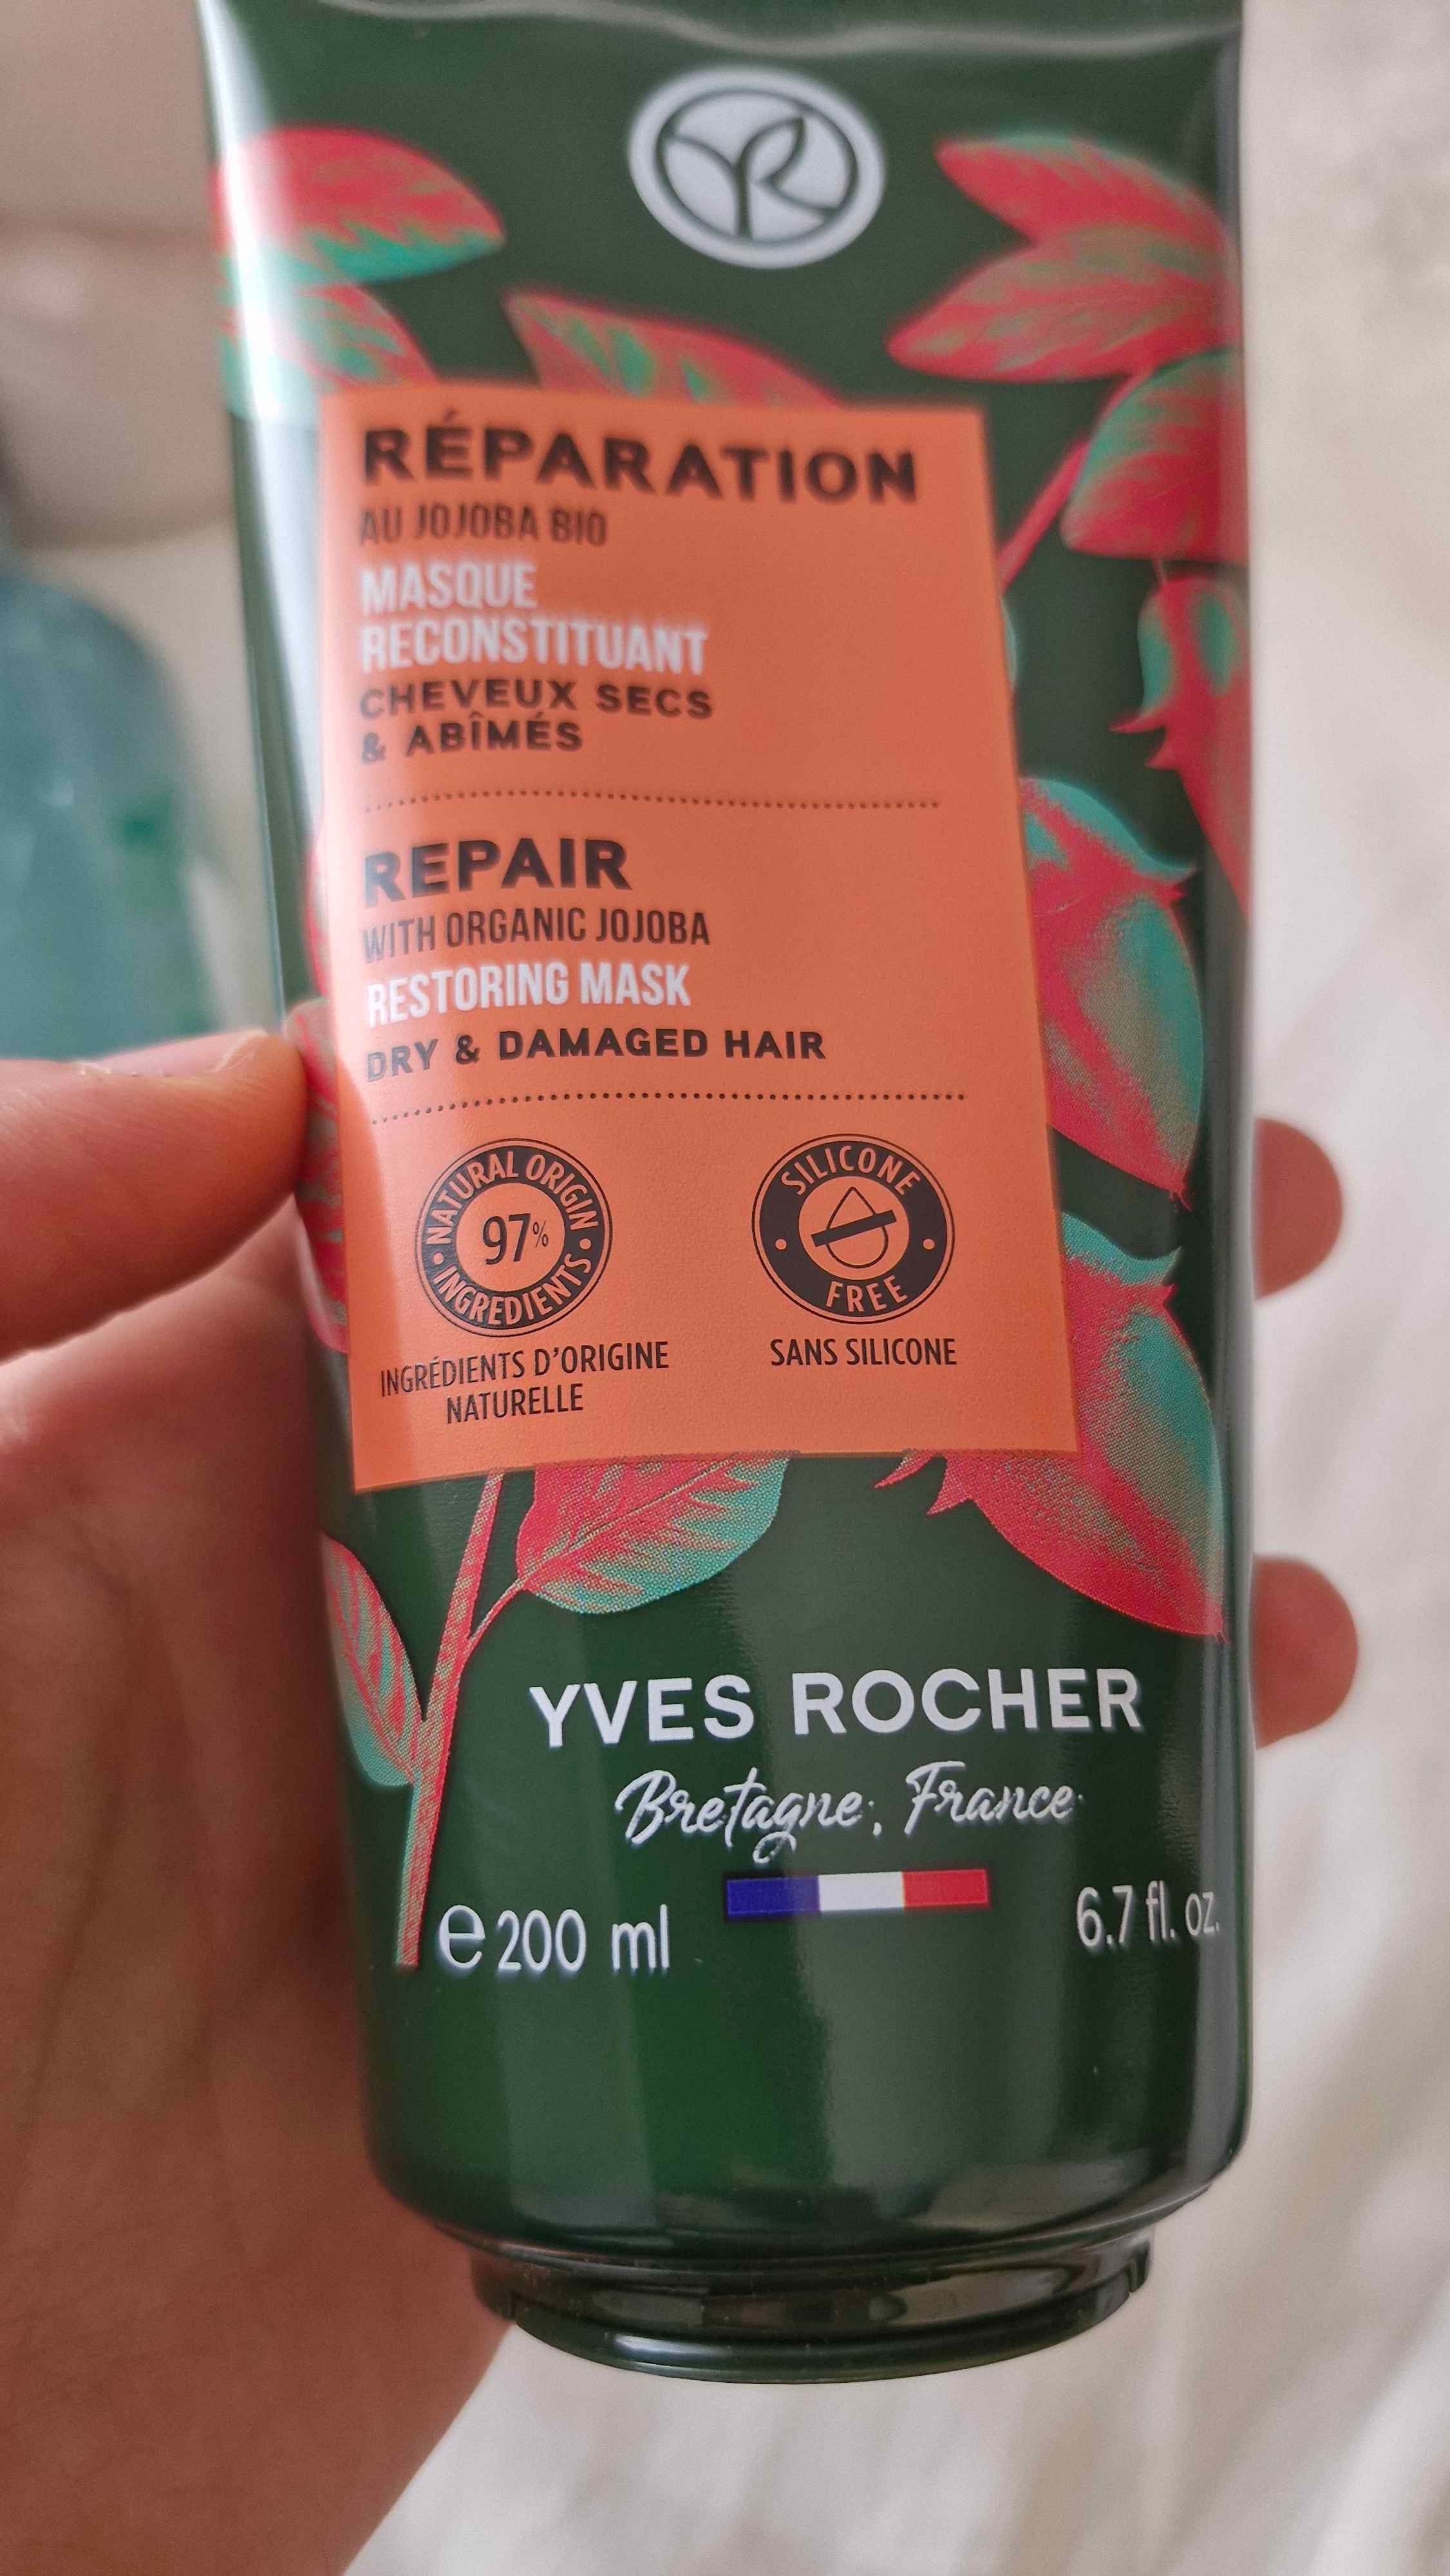 YR
RÉPARATION
AU JOJOBA BIO
MASQUE
RECONSTITUANT
CHEVEUX SECS
& ABÎMÉS
REPAIR
WITH ORGANIC JOJOBA
RESTORING MASK
DRY & DAMAGED HAIR
NATURAL ORIGIN
97%
INGREDIENTS
INGRÉDIENTS D'ORIGINE
NATURELLE
SILICONE
FREE
SANS SILICONE
YVES ROCHER
Bretagne, France
e 200 ml
6.7 fl. oz.